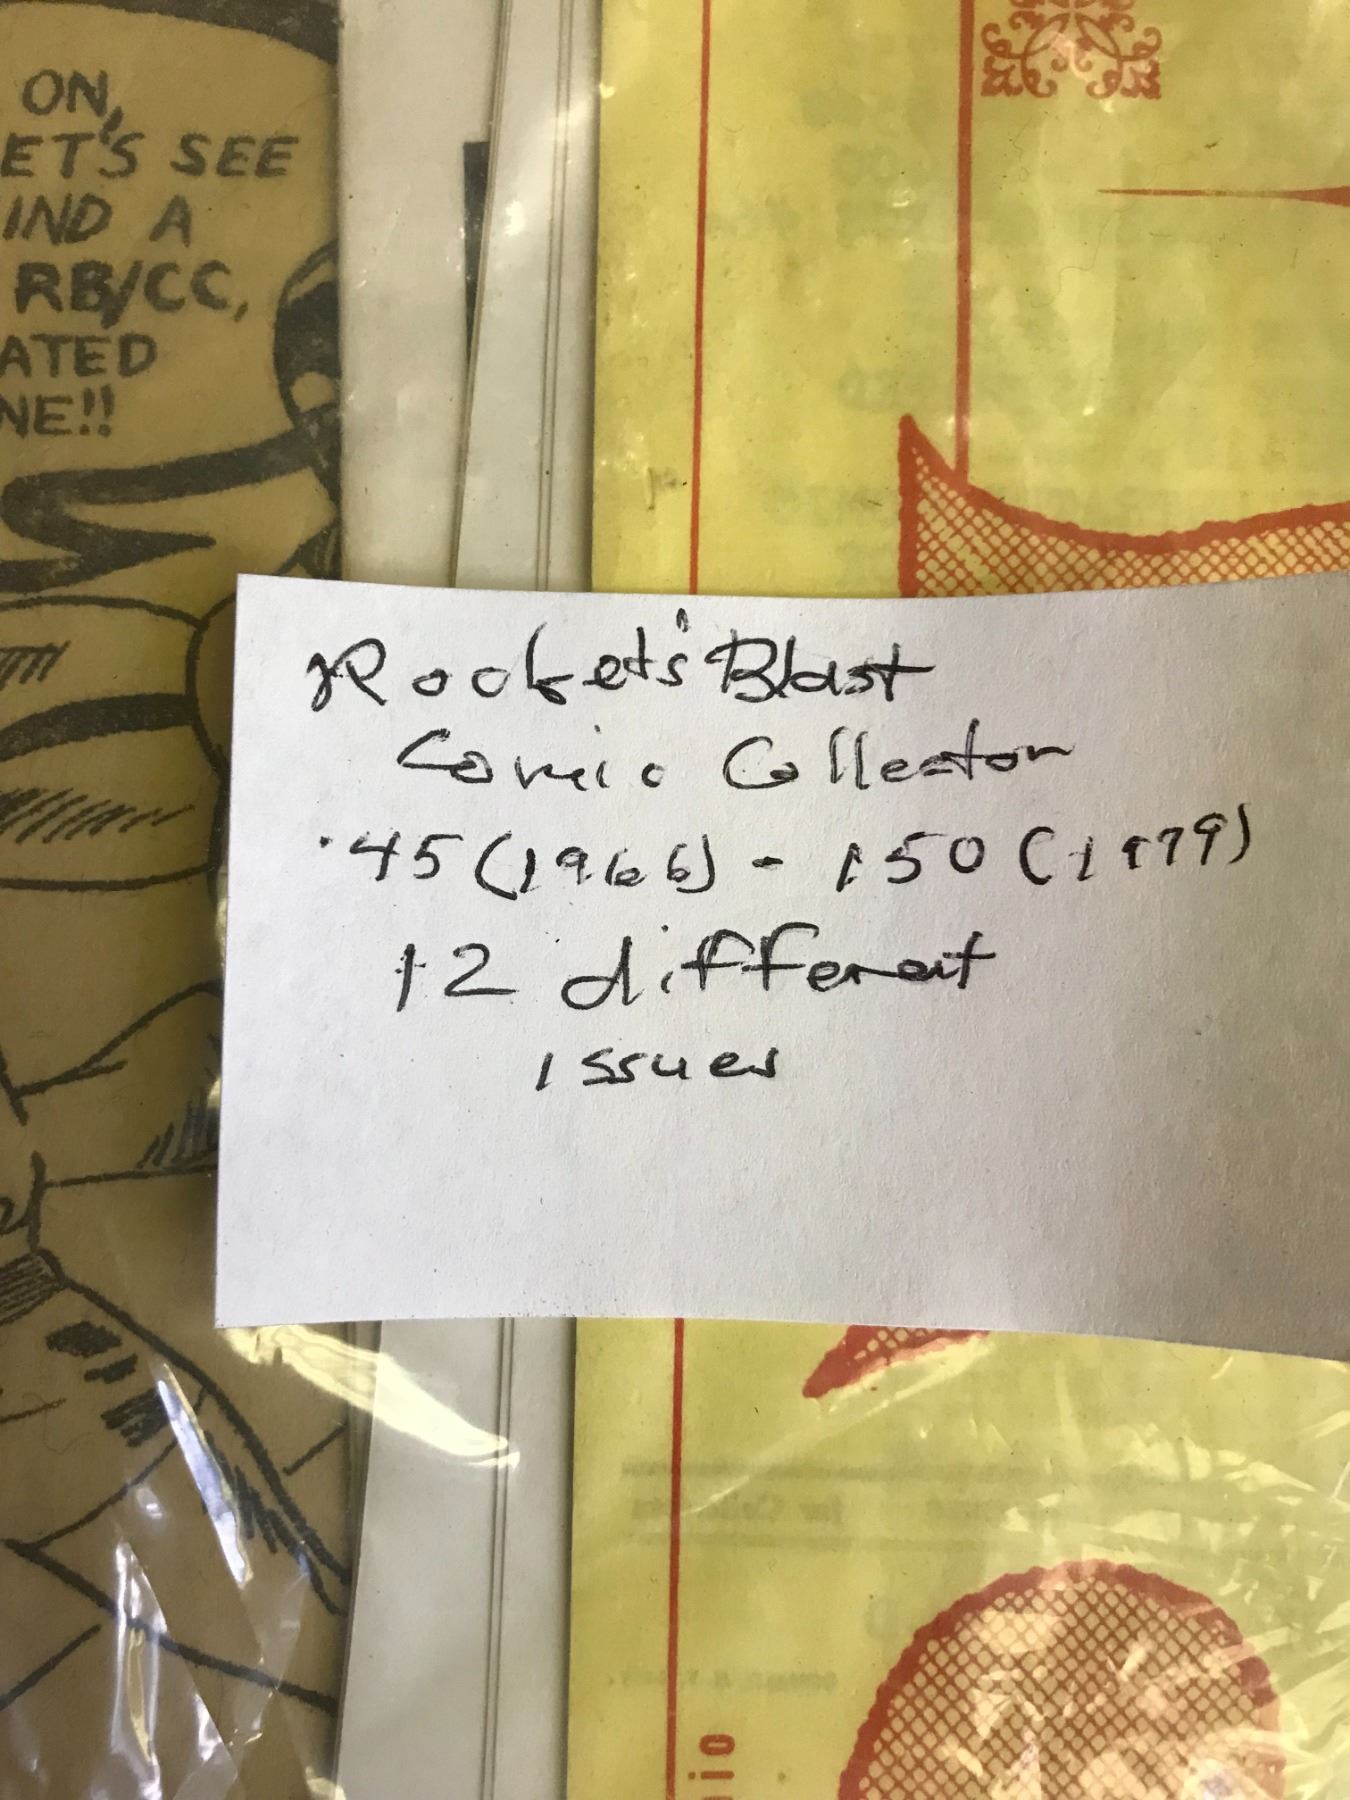 ON,
ET'S SEE
IND A
RB/CC,
ATED
NE!!
Rocket's Blast
Comic Collector
45 (1966) - 150 (1979)
12 different
issues
io